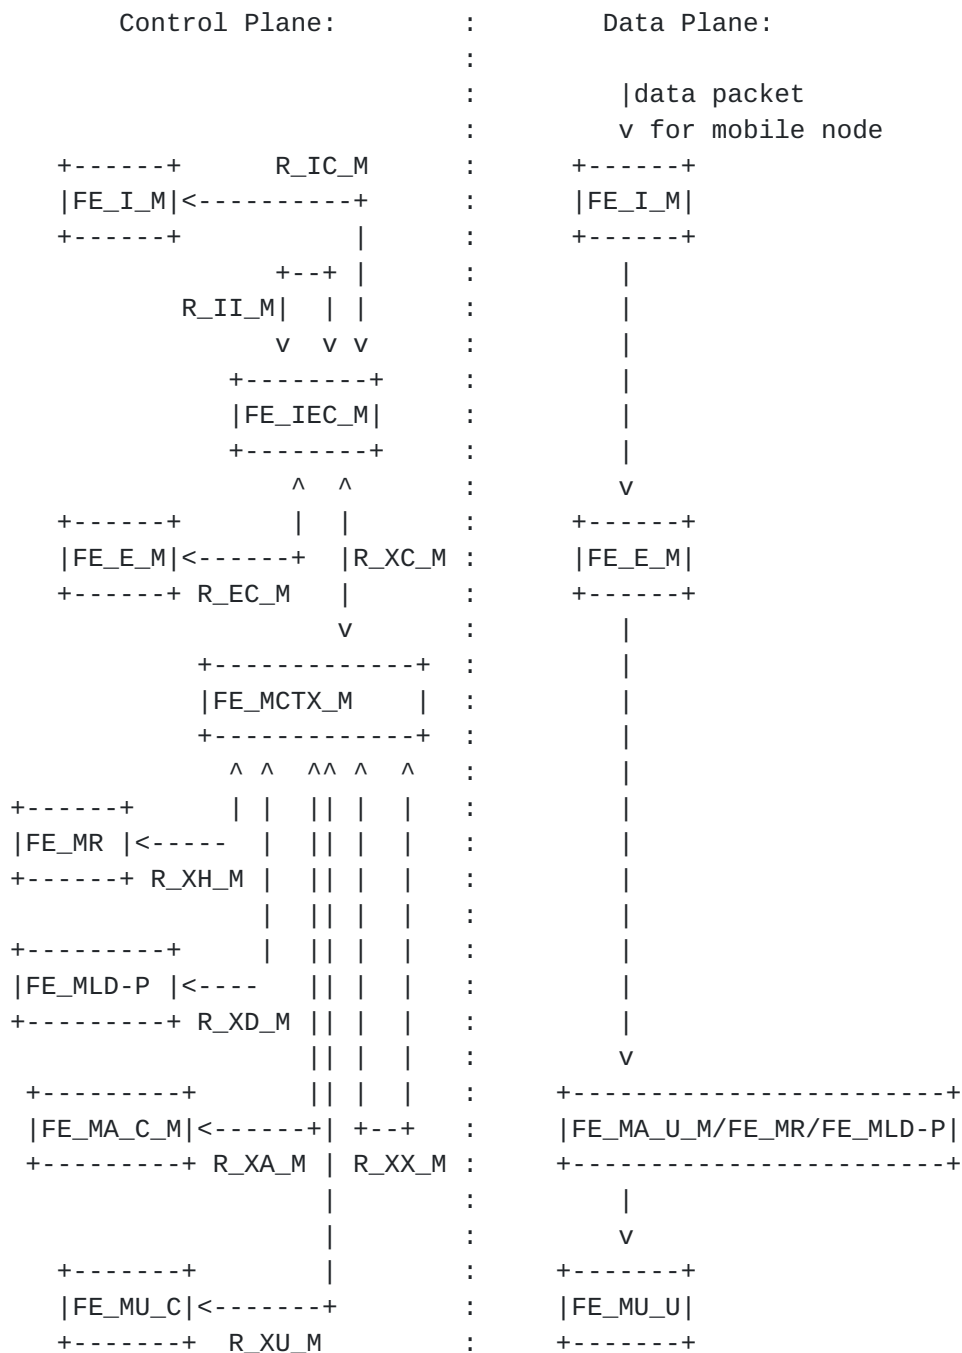 Control Plane:        :        Data Plane:
                             :
                             :         |data packet
                             :         v for mobile node
   +------+      R_IC_M      :      +------+
   |FE_I_M|<----------+      :      |FE_I_M|
   +------+           |      :      +------+
                 +--+ |      :         |
           R_II_M|  | |      :         |
                 v  v v      :         |
              +--------+     :         |
              |FE_IEC_M|     :         |
              +--------+     :         |
                  ^  ^       :         v
   +------+       |  |       :      +------+
   |FE_E_M|<------+  |R_XC_M :      |FE_E_M|
   +------+ R_EC_M   |       :      +------+
                     v       :         |
            +-------------+  :         |
            |FE_MCTX_M    |  :         |
            +-------------+  :         |
              ^ ^  ^^ ^  ^   :         |
+------+      | |  || |  |   :         |
|FE_MR |<-----  |  || |  |   :         |
+------+ R_XH_M |  || |  |   :         |
                |  || |  |   :         |
+---------+     |  || |  |   :         |
|FE_MLD-P |<----   || |  |   :         |
+---------+ R_XD_M || |  |   :         |
                   || |  |   :         v
 +---------+       || |  |   :     +------------------------+
 |FE_MA_C_M|<------+| +--+   :     |FE_MA_U_M/FE_MR/FE_MLD-P|
 +---------+ R_XA_M | R_XX_M :     +------------------------+
                    |        :         |
                    |        :         v
   +-------+        |        :     +-------+
   |FE_MU_C|<-------+        :     |FE_MU_U|
   +-------+  R_XU_M         :     +-------+